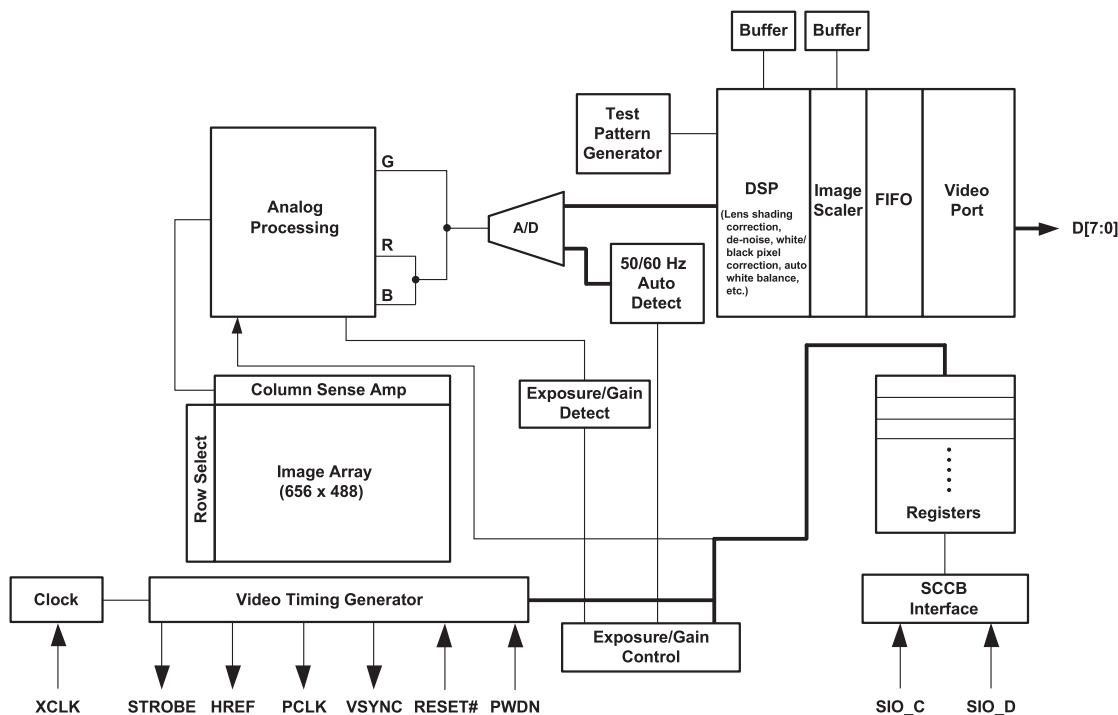 Buffer
Buffer
Test
Pattern
Generator
DSP
(Lens shading
correction,
de-noise, white/
black pixel
correction, auto
white balance,
etc.)
Image
Scaler
FIFO
Video
Port
D[7:0]
Analog
Processing
G
R
B
A/D
50/60 Hz
Auto
Detect
Column Sense Amp
Row Select
Image Array
(656 x 488)
Exposure/Gain
Detect
Registers
Clock
Video Timing Generator
Exposure/Gain
Control
SCCB
Interface
XCLK
STROBE
HREF
PCLK
VSYNC
RESET#
PWDN
SIO_C
SIO_D